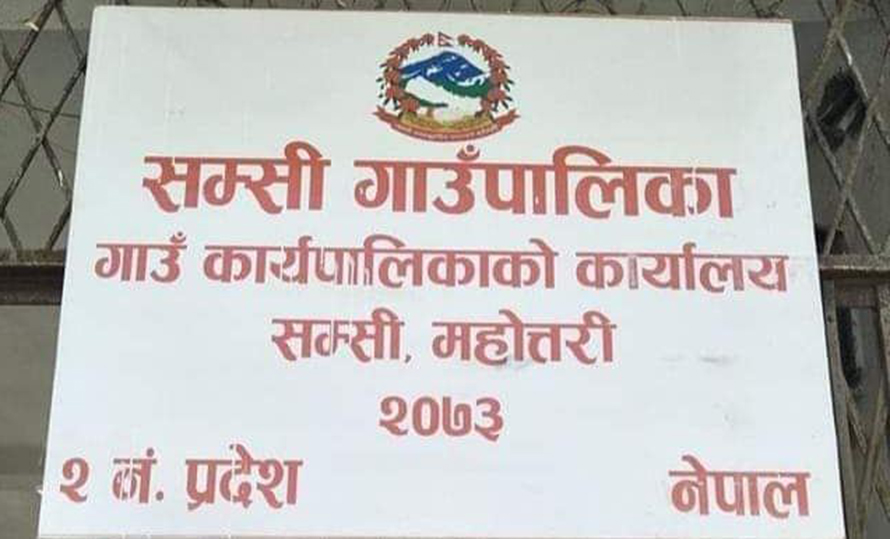 सम्सी गाउँपालिका
गाउँ कार्यपालिकाको कार्यालय
सम्सी, महोत्तरी
२०७३
२ नं. प्रदेश नेपाल